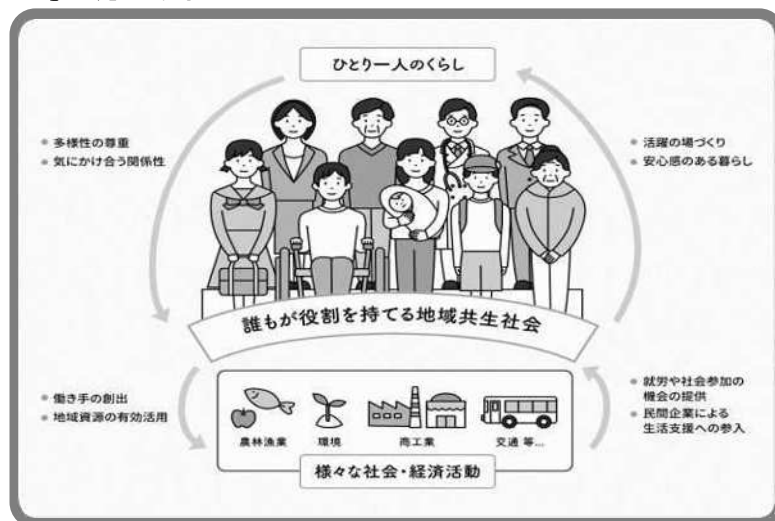 ひとり一人のくらし
多様性の尊重
気にかけ合う関係性
活躍の場づくり
安心感のある暮らし
誰もが役割を持てる地域共生社会
働き手の創出
地域資源の有効活用
就労や社会参加の
機会の提供
民間企業による
生活支援への参入
農林漁業 環境 商工業 交通 等...
様々な社会・経済活動